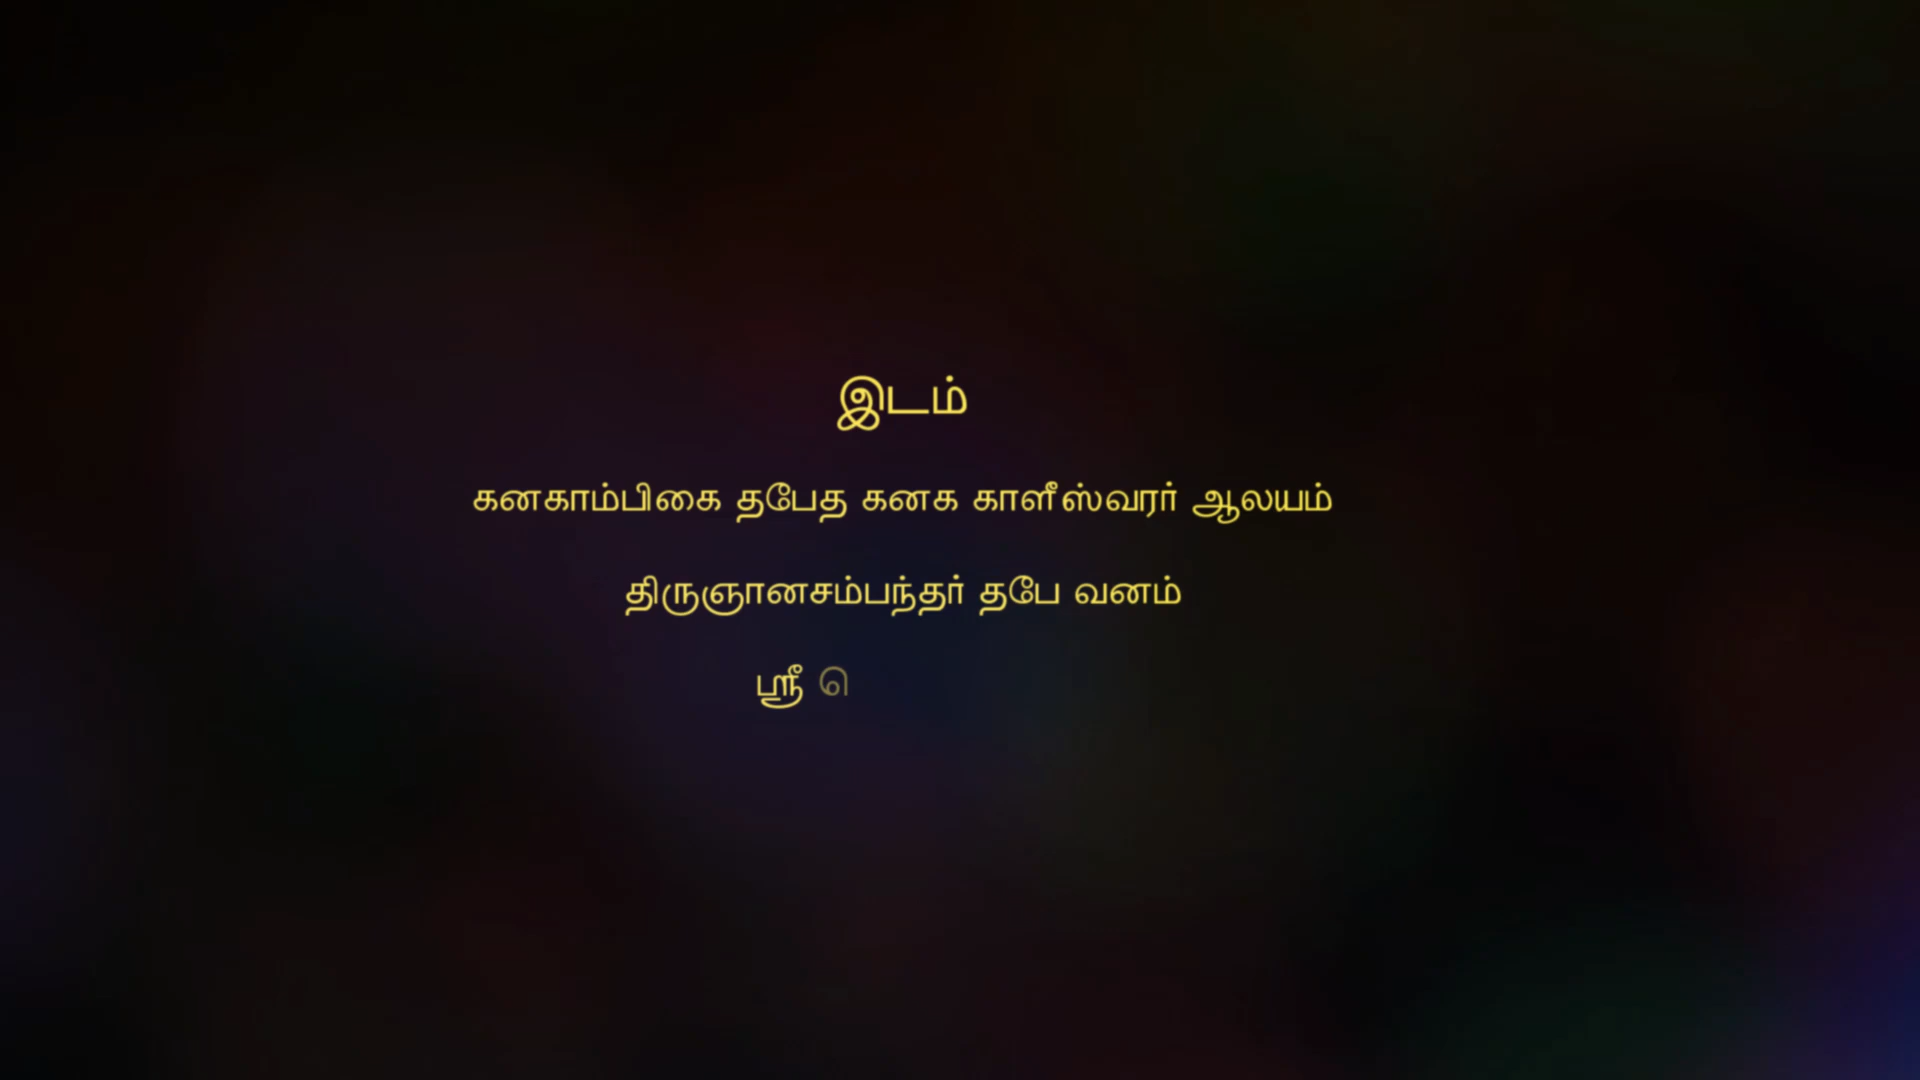 இடம்
கனகாம்பிகை தபேத கனக காளீஸ்வரர் ஆலயம்
திருஞானசம்பந்தர் தபே வனம்
ஸ்ரீ